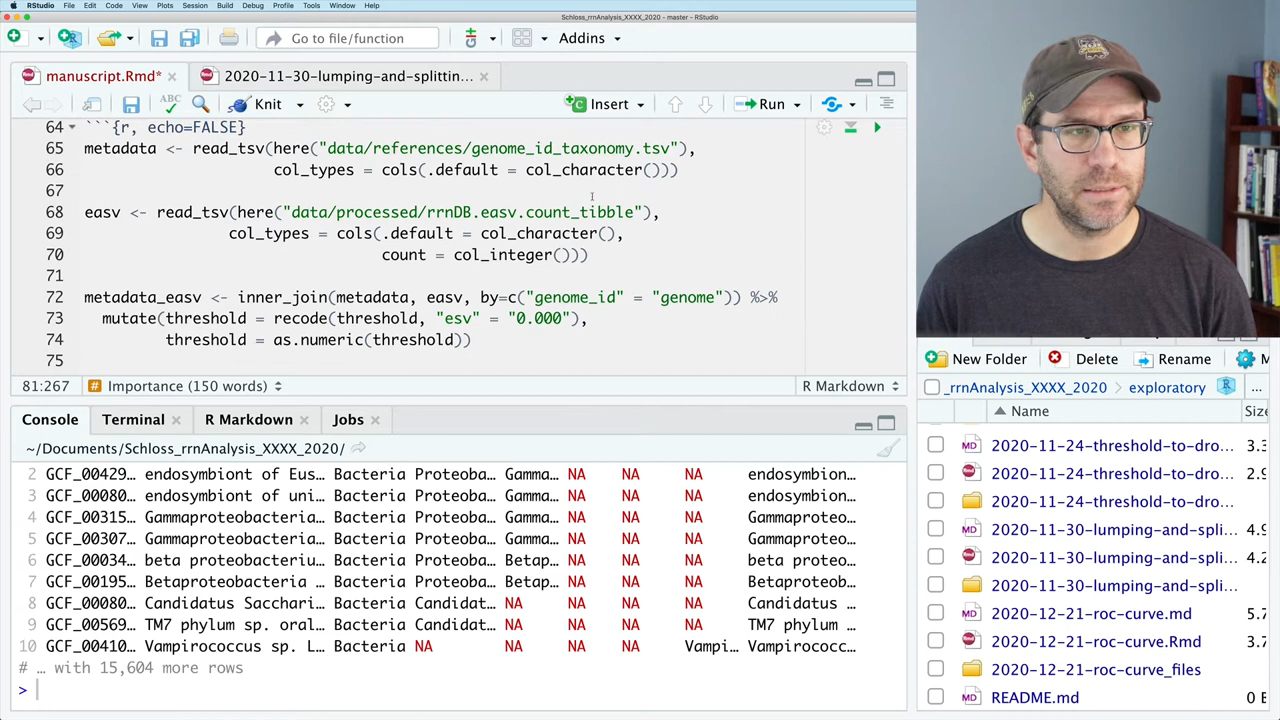 RStudio File Edit Code View Plots Session Build Debug Profile Tools Window Help
Schloss_rrnAnalysis_XXXX_2020 - master - RStudio
Go to file/function
Addins
manuscript.Rmd*
2020-11-30-lumping-and-splittin...
ABC
Knit
Insert
Run
64 ```{r, echo=FALSE}
65 metadata <- read_tsv(here("data/references/genome_id_taxonomy.tsv"),
66 col_types = cols(.default = col_character()))
67
68 easv <- read_tsv(here("data/processed/rrnDB.easv.count_tibble"),
69 col_types = cols(.default = col_character(),
70 count = col_integer()))
71
72 metadata_easv <- inner_join(metadata, easv, by=c("genome_id" = "genome")) %>%
73 mutate(threshold = recode(threshold, "esv" = "0.000"),
74 threshold = as.numeric(threshold))
75
81:267 # Importance (150 words) R Markdown
Console Terminal R Markdown Jobs
~/Documents/Schloss_rrnAnalysis_XXXX_2020/
2 GCF_00429… endosymbiont of Eus… Bacteria Proteoba… Gamma… NA NA NA endosymbion…
3 GCF_00080… endosymbiont of uni… Bacteria Proteoba… Gamma… NA NA NA endosymbion…
4 GCF_00315… Gammaproteobacteria… Bacteria Proteoba… Gamma… NA NA NA Gammaproteo…
5 GCF_00307… Gammaproteobacteria… Bacteria Proteoba… Gamma… NA NA NA Gammaproteo…
6 GCF_00034… beta proteobacteriu… Bacteria Proteoba… Betap… NA NA NA beta proteo…
7 GCF_00195… Betaproteobacteria … Bacteria Proteoba… Betap… NA NA NA Betaproteob…
8 GCF_00080… Candidatus Sacchari… Bacteria Candidat… NA NA NA NA Candidatus …
9 GCF_00569… TM7 phylum sp. oral… Bacteria Candidat… NA NA NA NA TM7 phylum …
10 GCF_00410… Vampirococcus sp. L… Bacteria NA NA NA NA Vampi… Vampirococc…
# … with 15,604 more rows
>
New Folder Delete Rename M
_rrnAnalysis_XXXX_2020 exploratory ...
Name Size
2020-11-24-threshold-to-dro... 3.3
2020-11-24-threshold-to-dro... 2.9
2020-11-24-threshold-to-dro...
2020-11-30-lumping-and-spli... 4.9
2020-11-30-lumping-and-spli... 4.2
2020-11-30-lumping-and-spli...
2020-12-21-roc-curve.md 5.7
2020-12-21-roc-curve.Rmd 3.7
2020-12-21-roc-curve_files
README.md 0 B